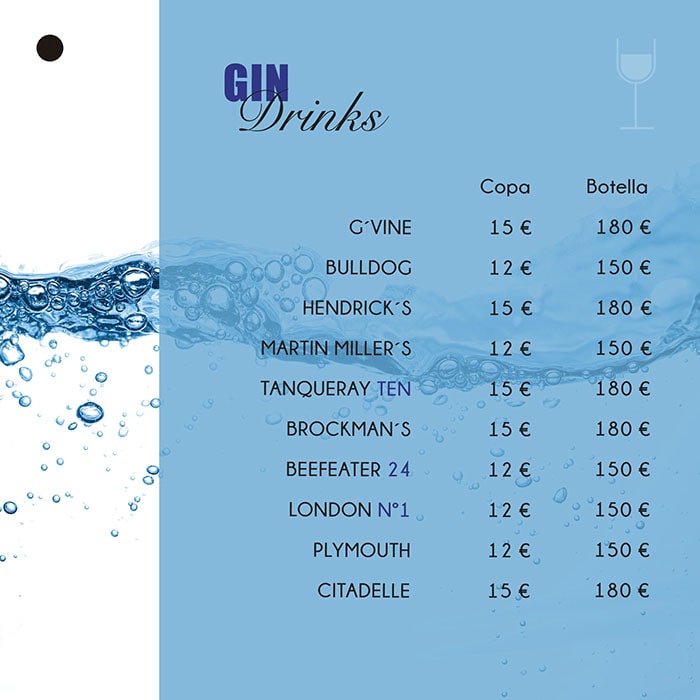 GIN
Drinks
Copa Botella
G´VINE 15 € 180 €
BULLDOG 12 € 150 €
HENDRICK´S 15 € 180 €
MARTIN MILLER´S 12 € 150 €
TANQUERAY TEN 15 € 180 €
BROCKMAN´S 15 € 180 €
BEEFEATER 24 12 € 150 €
LONDON Nº1 12 € 150 €
PLYMOUTH 12 € 150 €
CITADELLE 15 € 180 €